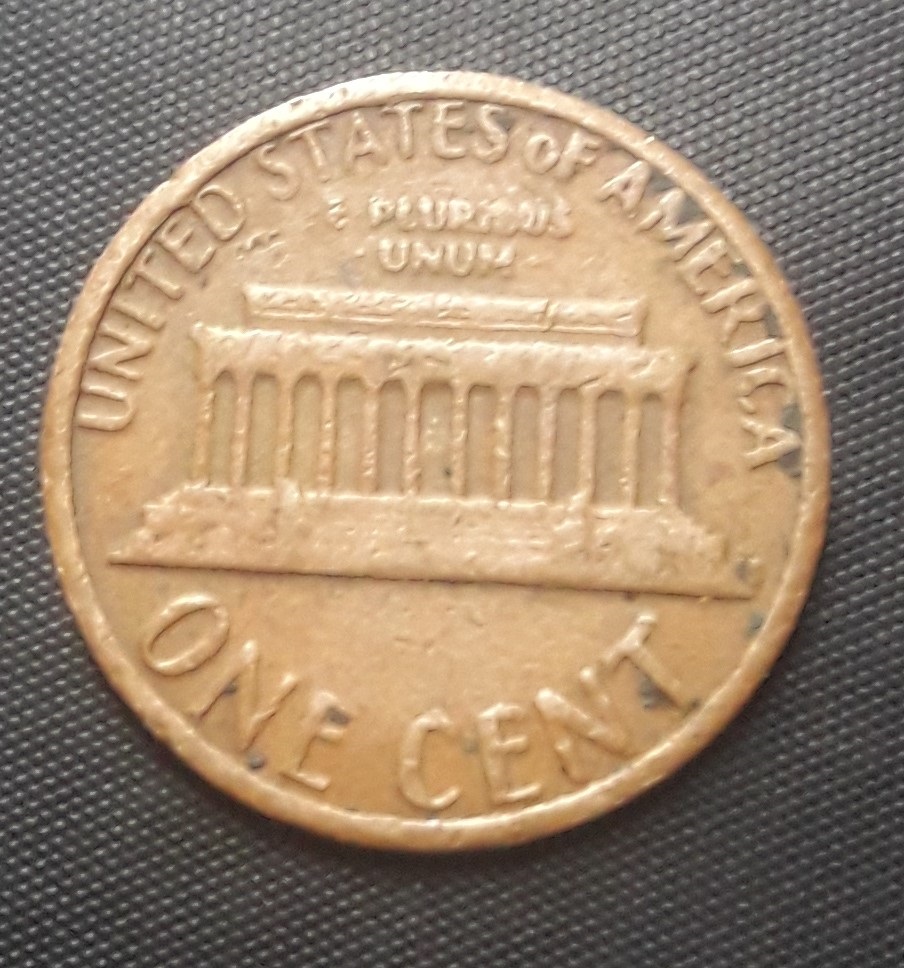 UNITED STATES OF AMERICA
E PLURIBUS
UNUM
ONE CENT